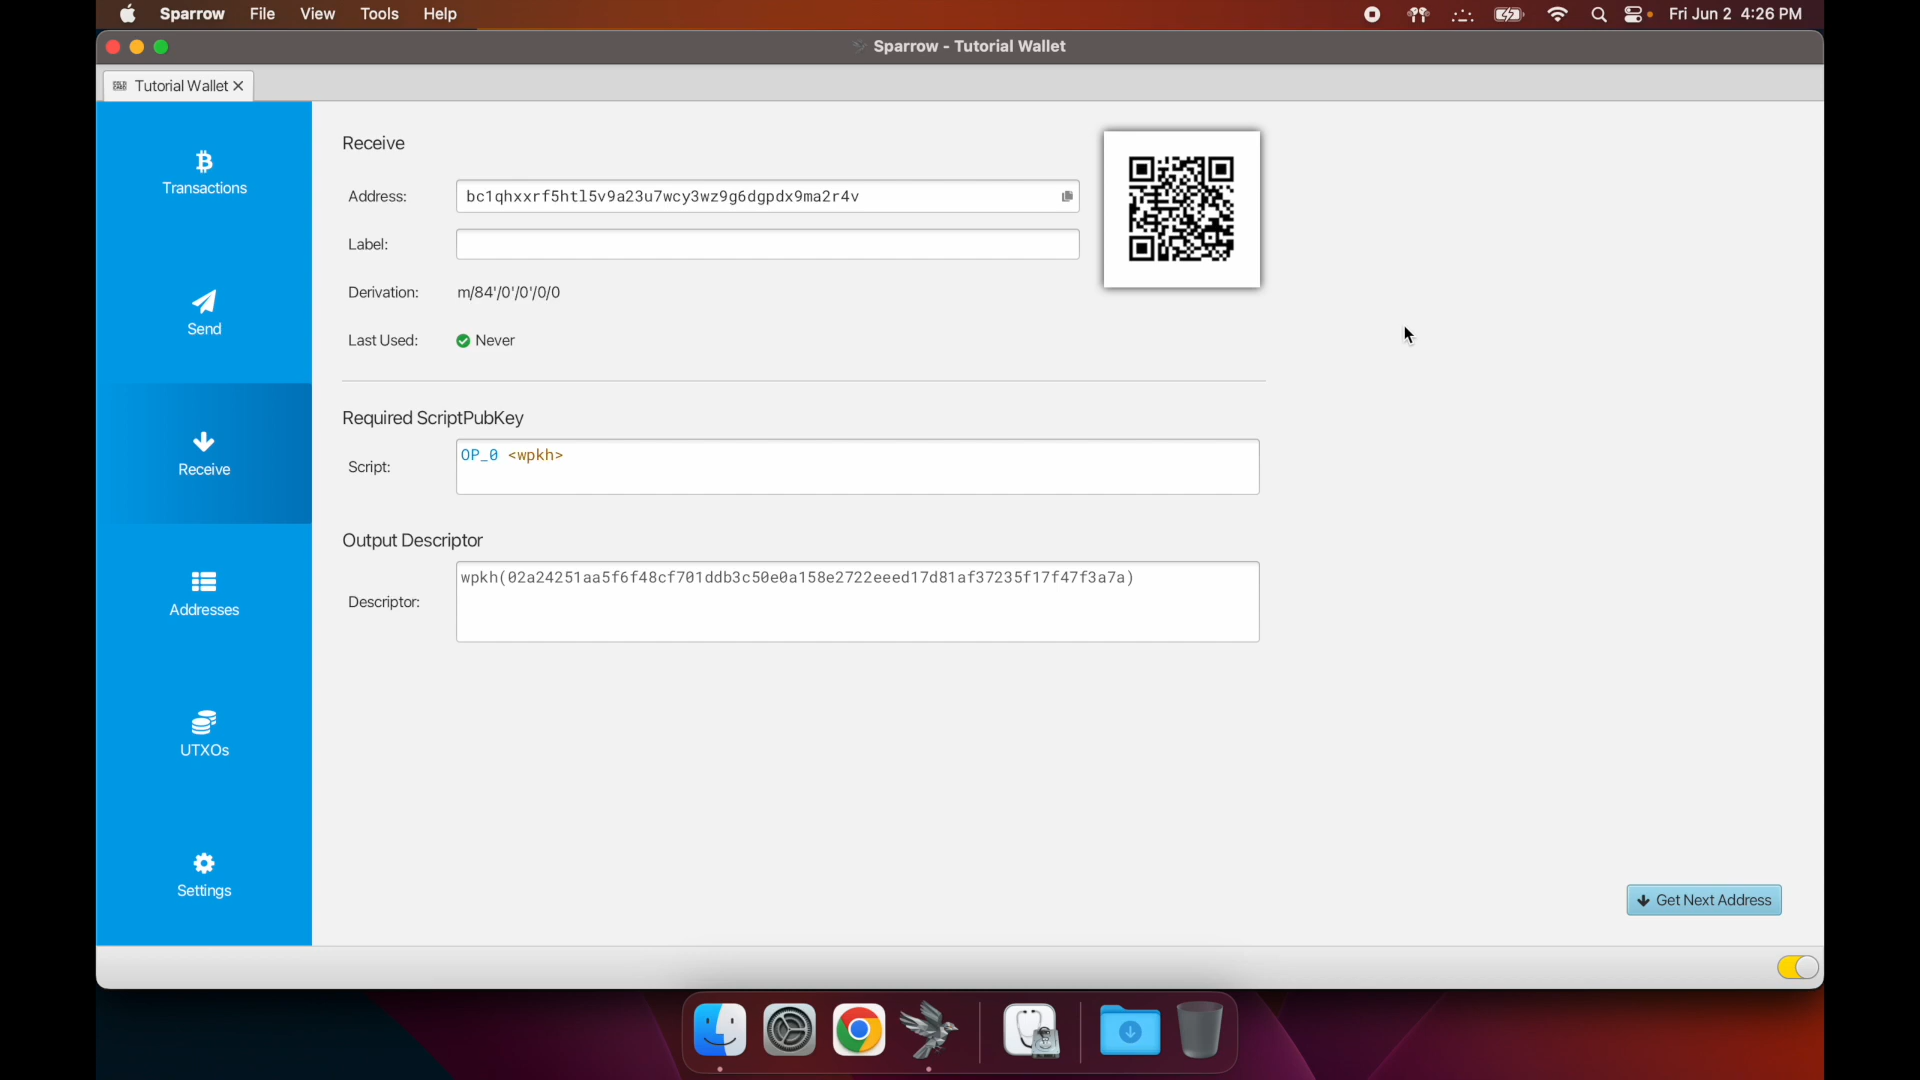 Sparrow File View Tools Help Fri Jun 2 4:26 PM
Sparrow - Tutorial Wallet
Tutorial Wallet
Transactions
Send
Receive
Addresses
UTXOs
Settings
Receive
Address: bc1qhxxrf5htl5v9a23u7wcy3wz9g6dgpdx9ma2r4v
Label:
Derivation: m/84'/0'/0'/0/0
Last Used: Never
Required ScriptPubKey
Script: OP_0 <wpkh>
Output Descriptor
Descriptor: wpkh(02a24251aa5f6f48cf701ddb3c50e0a158e2722eeed17d81af37235f17f47f3a7a)
Get Next Address